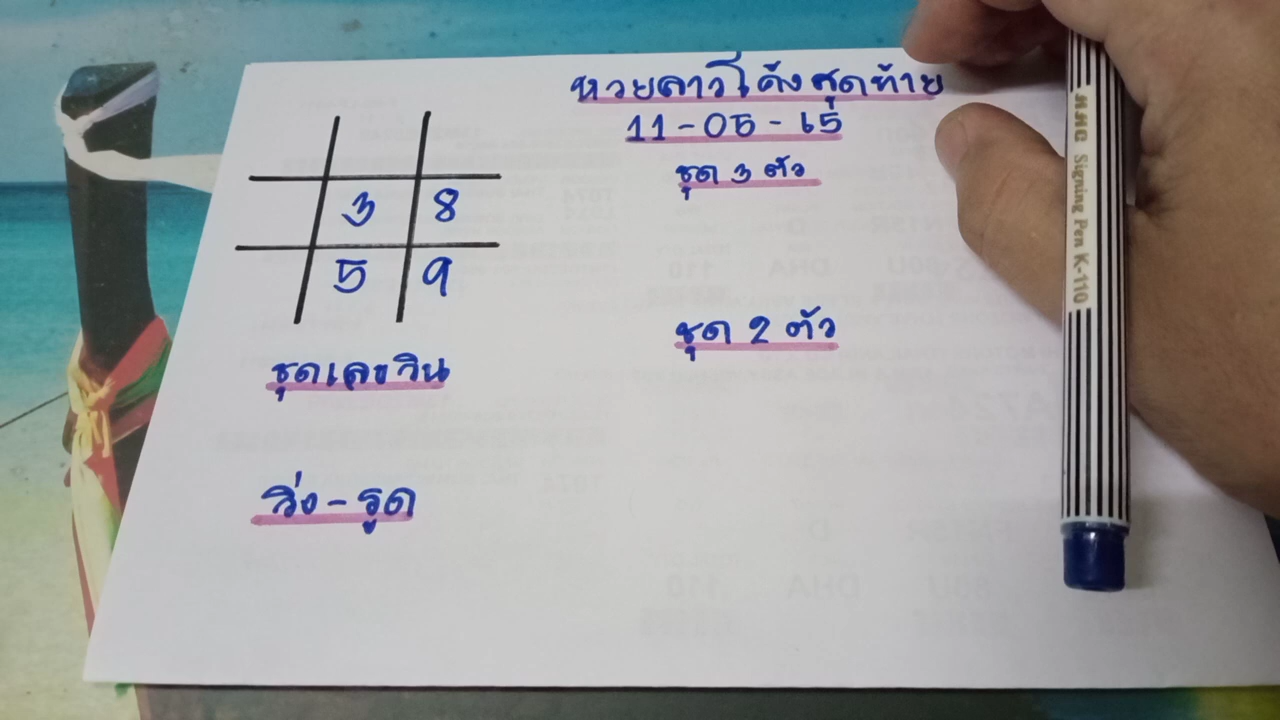 หวยลาวโค้งสุดท้าย
11-05-65
ชุด 3 ตัว
3 8
5 9
ชุด 2 ตัว
ชุดเลขวิน
วิ่ง-รูด
HHC Signing Pen K-110